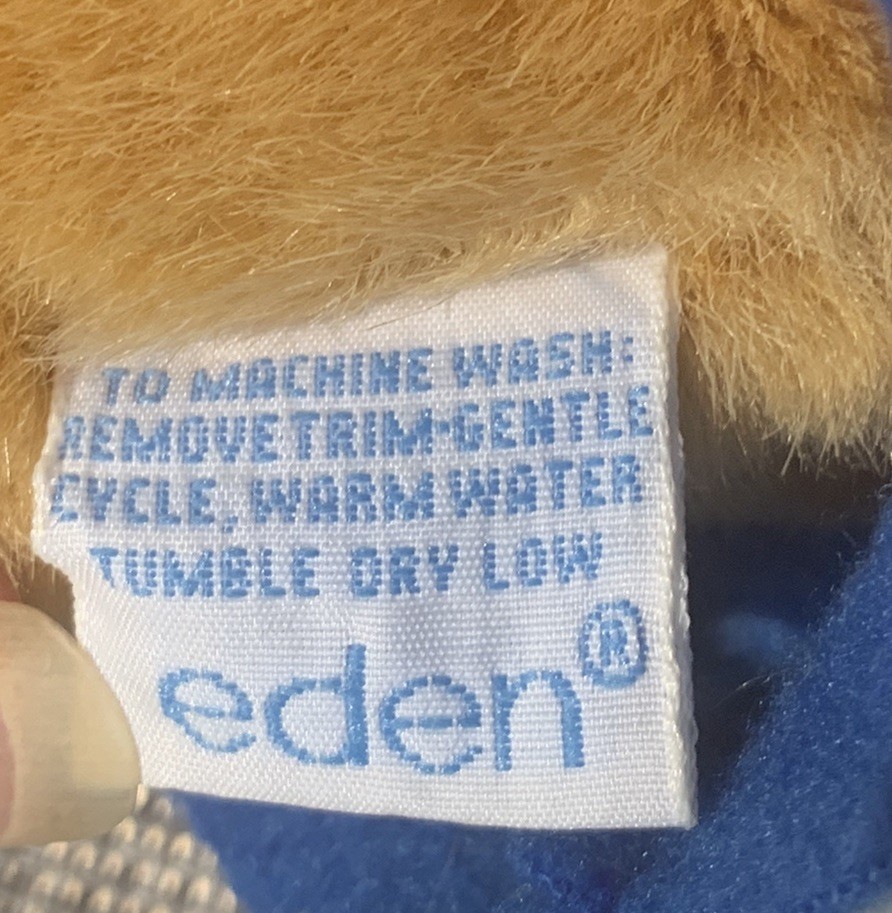 TO MACHINE WASH:
REMOVE TRIM-GENTLE
CYCLE, WARM WATER
TUMBLE DRY LOW
eden®